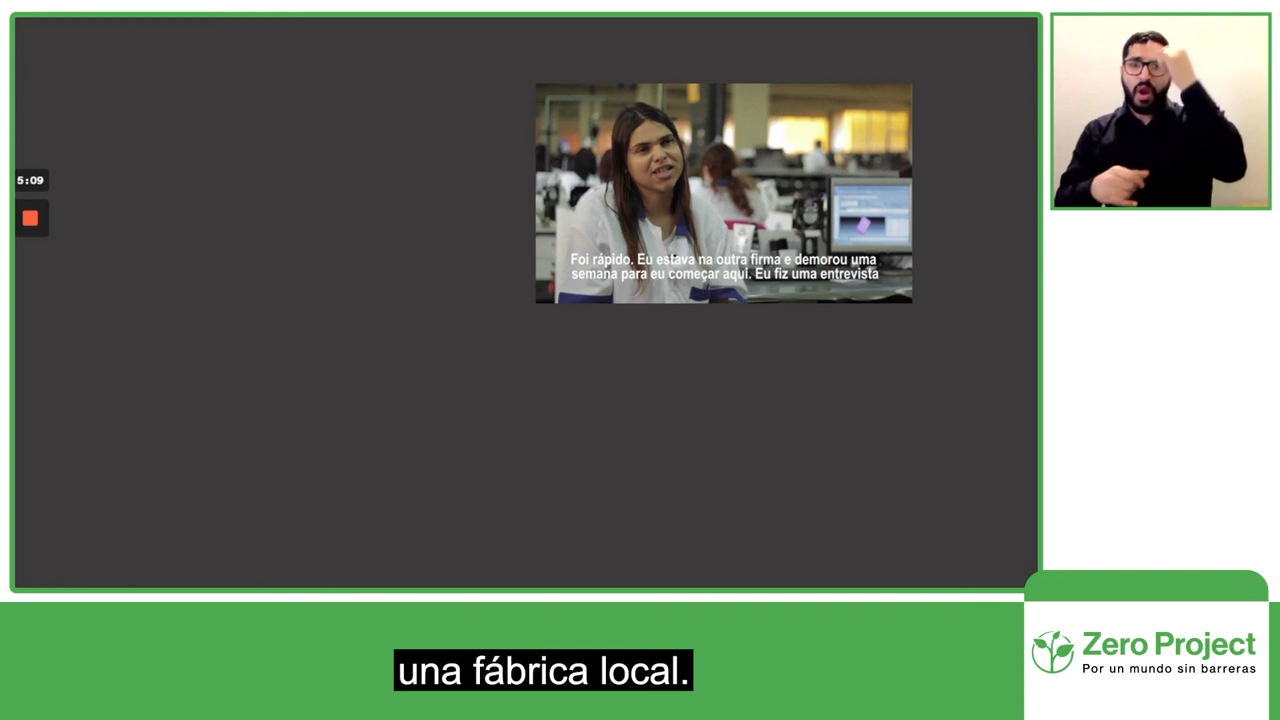 5:09
Foi rápido. Eu estava na outra firma e demorou uma
semana para eu começar aqui. Eu fiz uma entrevista
una fábrica local.
Zero Project
Por un mundo sin barreras